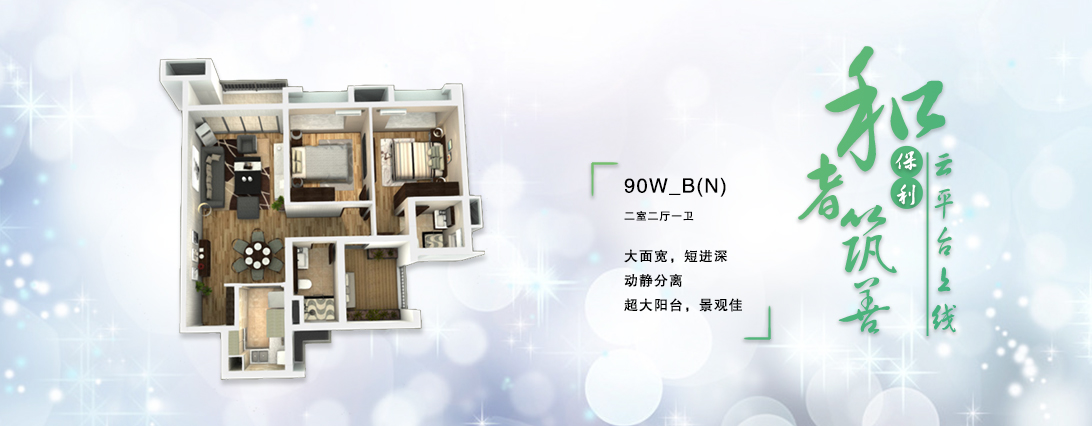 90W_B(N)
二室二厅一卫
大面宽，短进深
动静分离
超大阳台，景观佳
和者筑善
保利
云平台上线